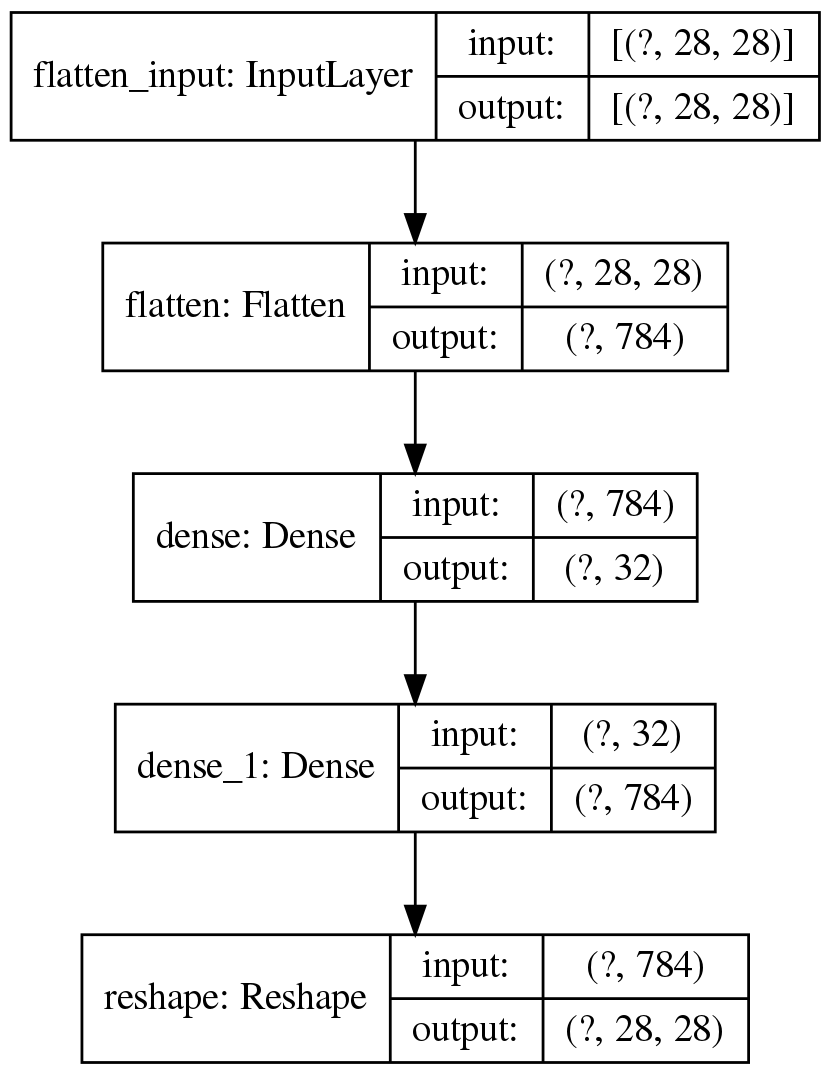 flatten_input: InputLayer
input:
[(?, 28, 28)]
output:
[(?, 28, 28)]
flatten: Flatten
input:
(?, 28, 28)
output:
(?, 784)
dense: Dense
input:
(?, 784)
output:
(?, 32)
dense_1: Dense
input:
(?, 32)
output:
(?, 784)
reshape: Reshape
input:
(?, 784)
output:
(?, 28, 28)